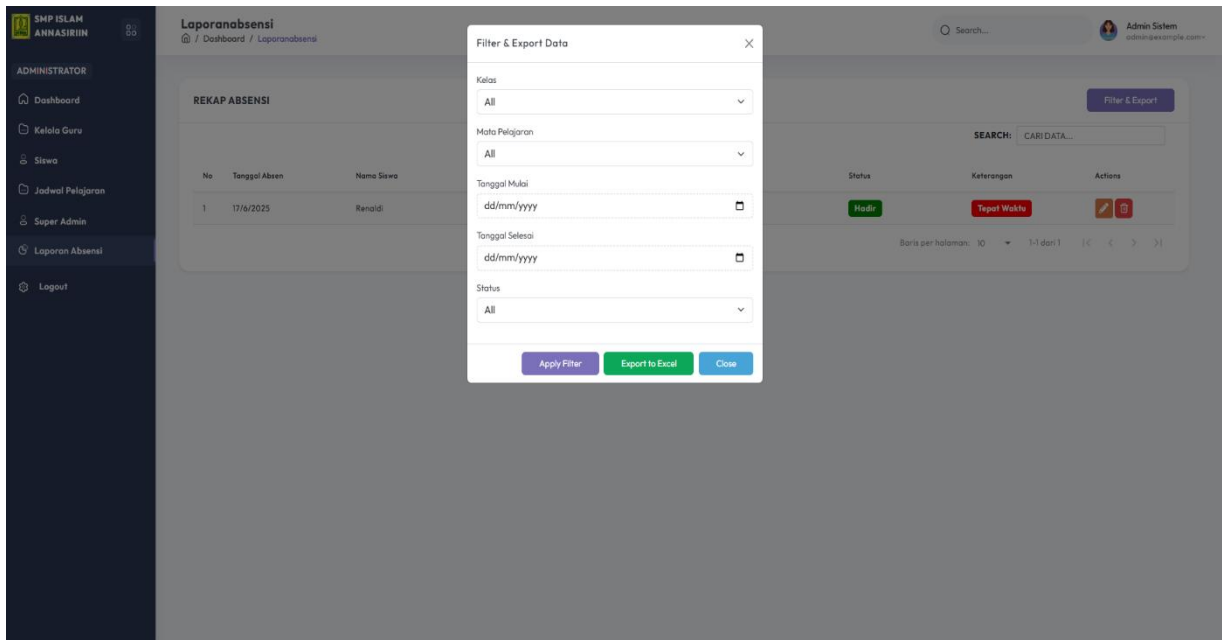 SMP ISLAM
ANNASIRIIN
Laporanabsensi
/ Dashboard / Laporanabsensi
Search...
Admin Sistem
admin@example.com
ADMINISTRATOR
Dashboard
Kelola Guru
Siswa
Jadwal Pelajaran
Super Admin
Laporan Absensi
Logout
REKAP ABSENSI
Filter & Export
SEARCH: CARI DATA...
No Tanggal Absen Nama Siswa Status Keterangan Actions
1 17/6/2025 Renaldi Hadir Tepat Waktu
Baris per halaman: 10 1-1 dari 1
Filter & Export Data
Kelas
All
Mata Pelajaran
All
Tanggal Mulai
dd/mm/yyyy
Tanggal Selesai
dd/mm/yyyy
Status
All
Apply Filter Export to Excel Close